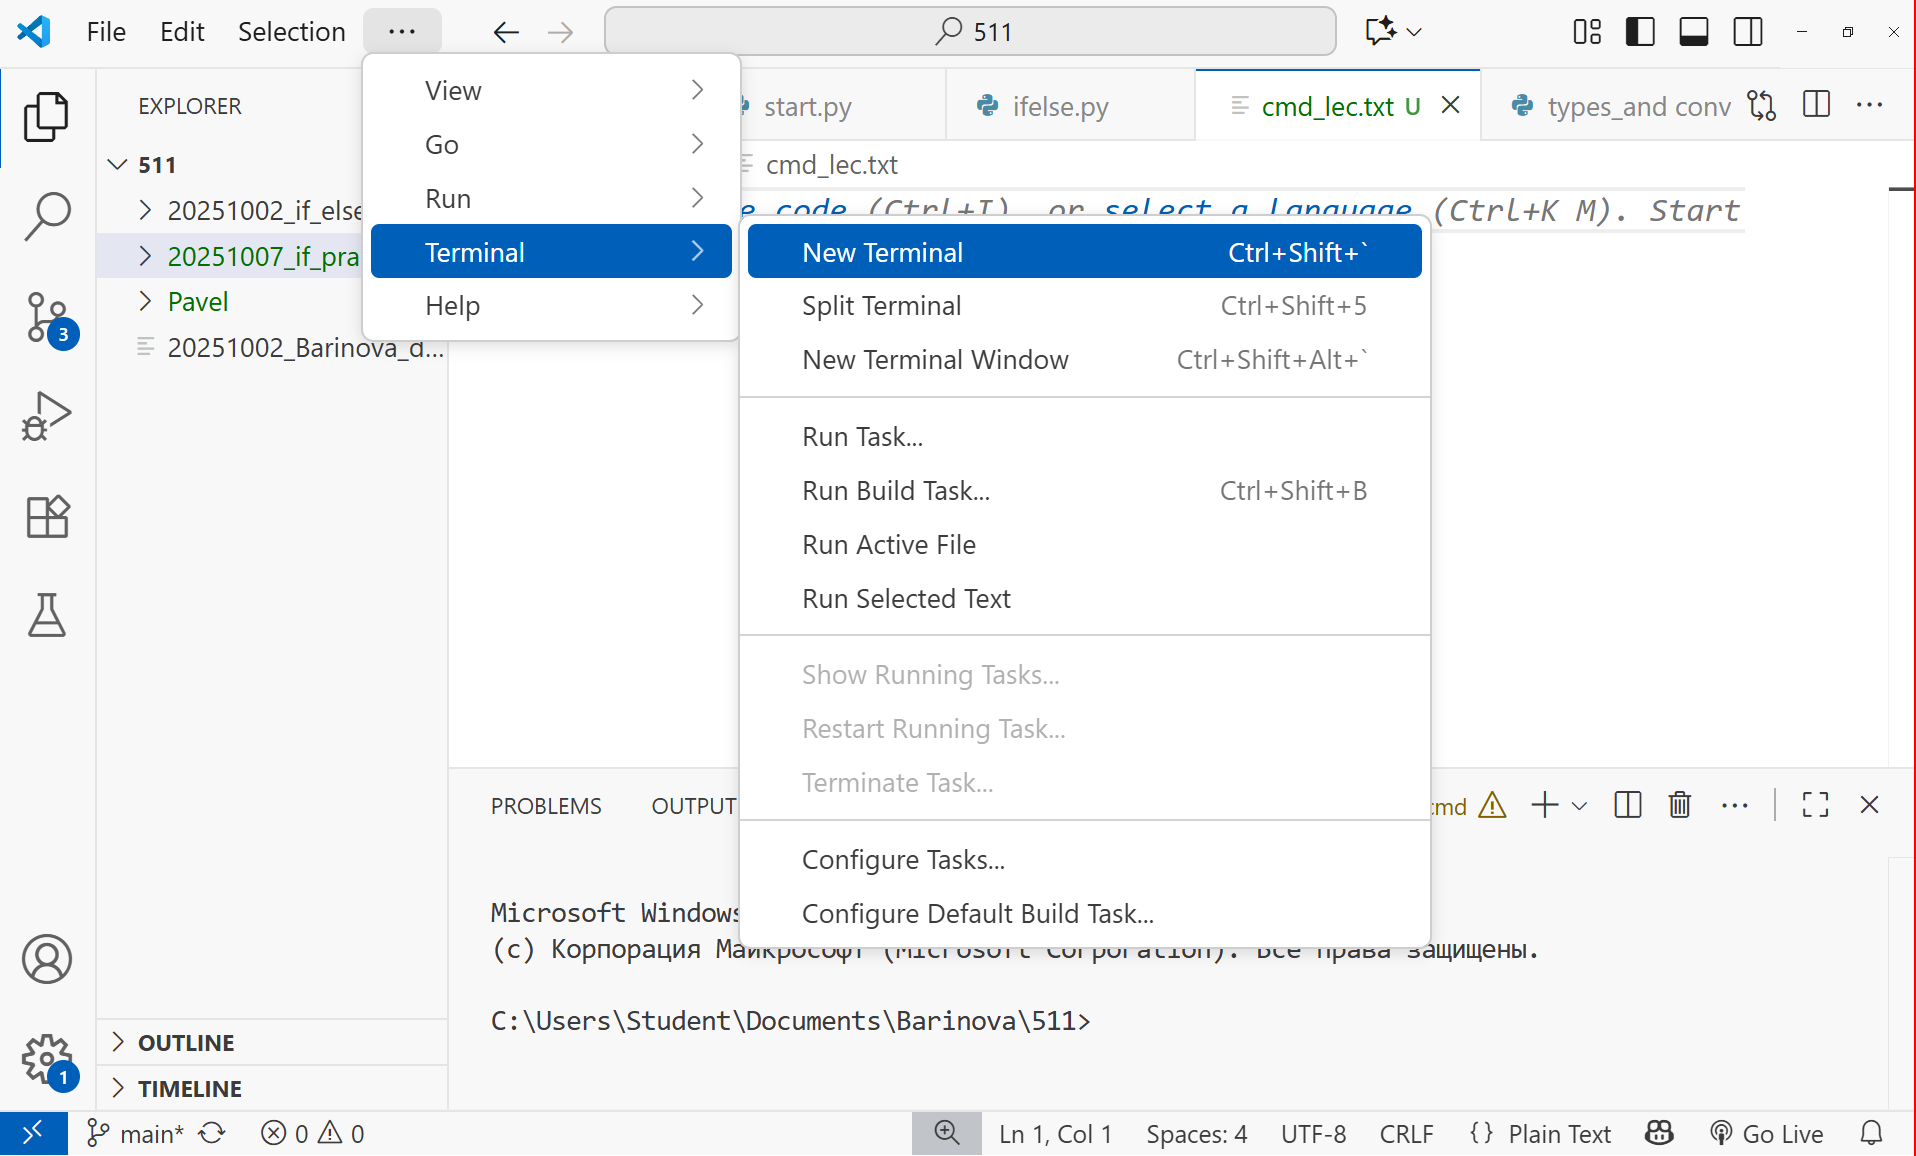 File Edit Selection ··· 511
EXPLORER
511
20251002_if_else
20251007_if_pra
Pavel
20251002_Barinova_d...
View
Go
Run
Terminal
Help
start.py ifelse.py cmd_lec.txt U types_and conv
cmd_lec.txt
e code (Ctrl+I), or select a language (Ctrl+K M). Start
New Terminal Ctrl+Shift+`
Split Terminal Ctrl+Shift+5
New Terminal Window Ctrl+Shift+Alt+`
Run Task...
Run Build Task... Ctrl+Shift+B
Run Active File
Run Selected Text
Show Running Tasks...
Restart Running Task...
Terminate Task...
Configure Tasks...
Configure Default Build Task...
PROBLEMS OUTPUT cmd
Microsoft Windows
(c) Корпорация Майкрософт (Microsoft Corporation). Все права защищены.
C:\Users\Student\Documents\Barinova\511>
3
1
OUTLINE
TIMELINE
main* 0 0 Ln 1, Col 1 Spaces: 4 UTF-8 CRLF {} Plain Text Go Live